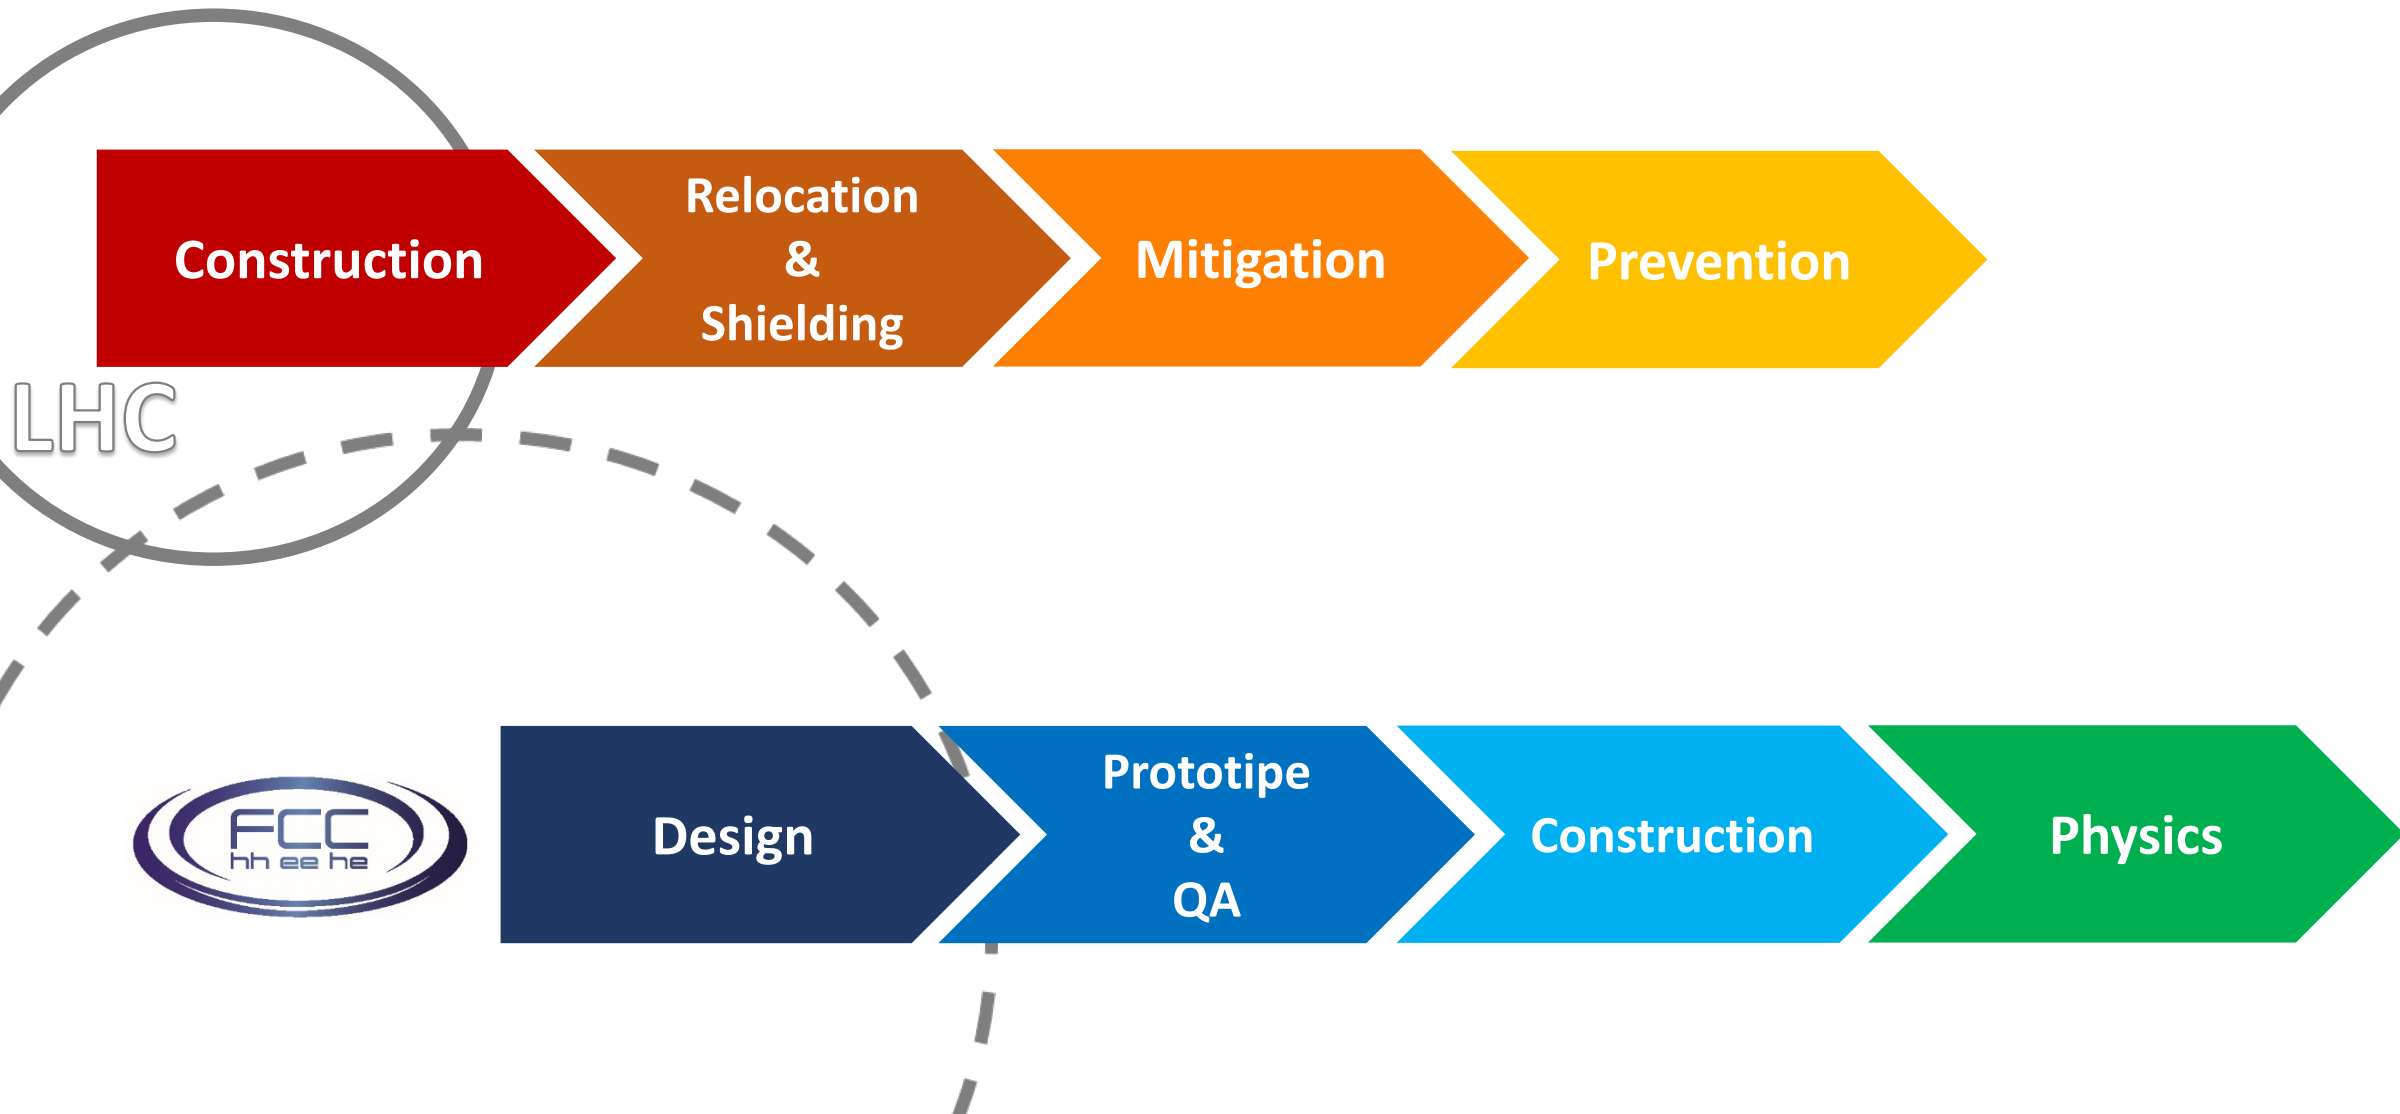 Construction
Relocation
&
Shielding
Mitigation
Prevention
LHC
FCC
hh ee he
Design
Prototipe
&
QA
Construction
Physics